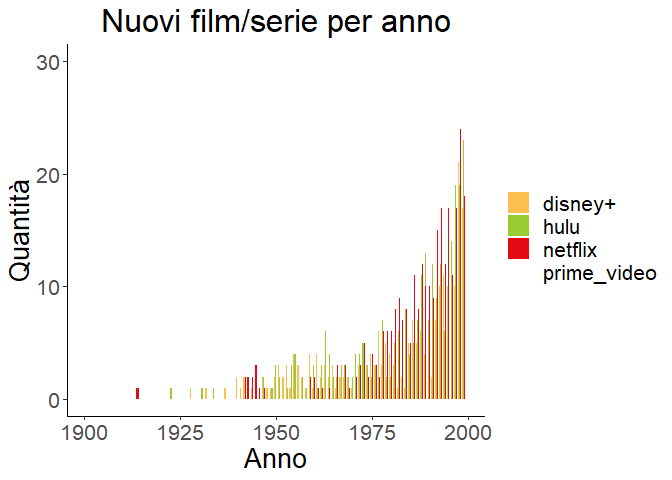 Nuovi film/serie per anno
30
20
10
0
Quantità
1900 1925 1950 1975 2000
Anno
disney+
hulu
netflix
prime_video